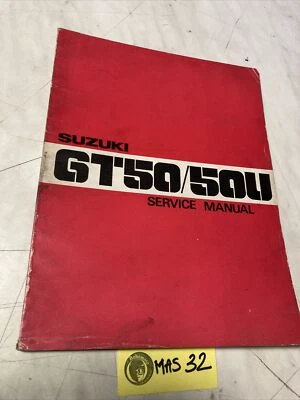 SUZUKI
GT50/50U
SERVICE MANUAL
MAS 32